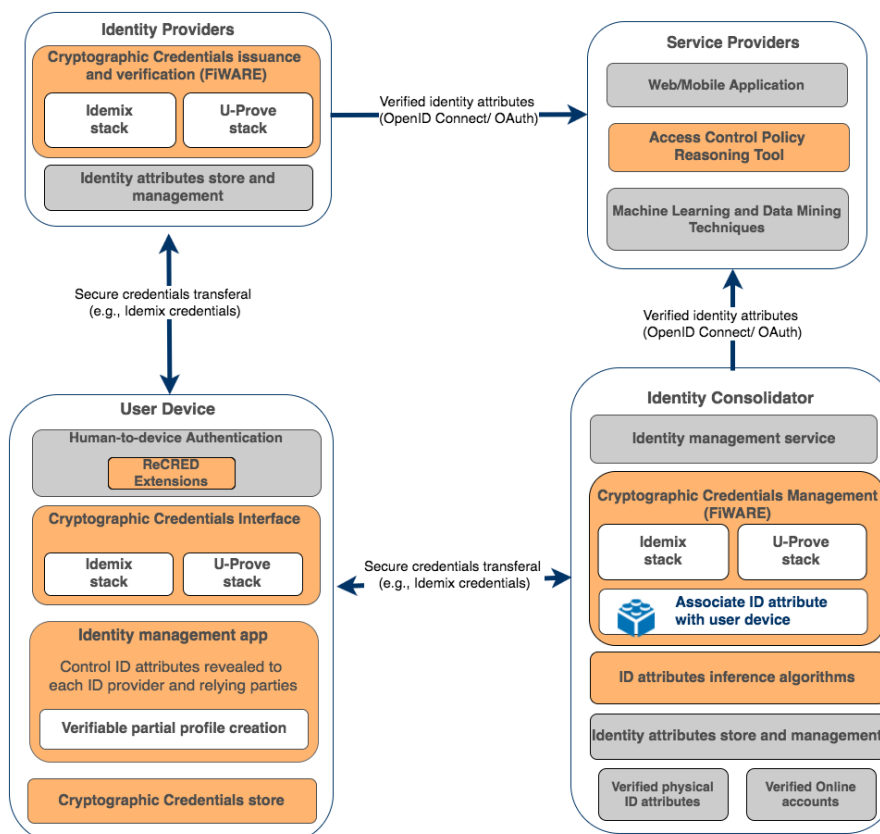 Identity Providers
Cryptographic Credentials issuance
and verification (FiWARE)
Idemix
stack
U-Prove
stack
Identity attributes store and
management
Verified identity attributes
(OpenID Connect/ OAuth)
Service Providers
Web/Mobile Application
Access Control Policy
Reasoning Tool
Machine Learning and Data Mining
Techniques
Secure credentials transferal
(e.g., Idemix credentials)
Verified identity attributes
(OpenID Connect/ OAuth)
User Device
Human-to-device Authentication
ReCRED
Extensions
Cryptographic Credentials Interface
Idemix
stack
U-Prove
stack
Identity management app
Control ID attributes revealed to
each ID provider and relying parties
Verifiable partial profile creation
Cryptographic Credentials store
Secure credentials transferal
(e.g., Idemix credentials)
Identity Consolidator
Identity management service
Cryptographic Credentials Management
(FiWARE)
Idemix
stack
U-Prove
stack
Associate ID attribute
with user device
ID attributes inference algorithms
Identity attributes store and management
Verified physical
ID attributes
Verified Online
accounts